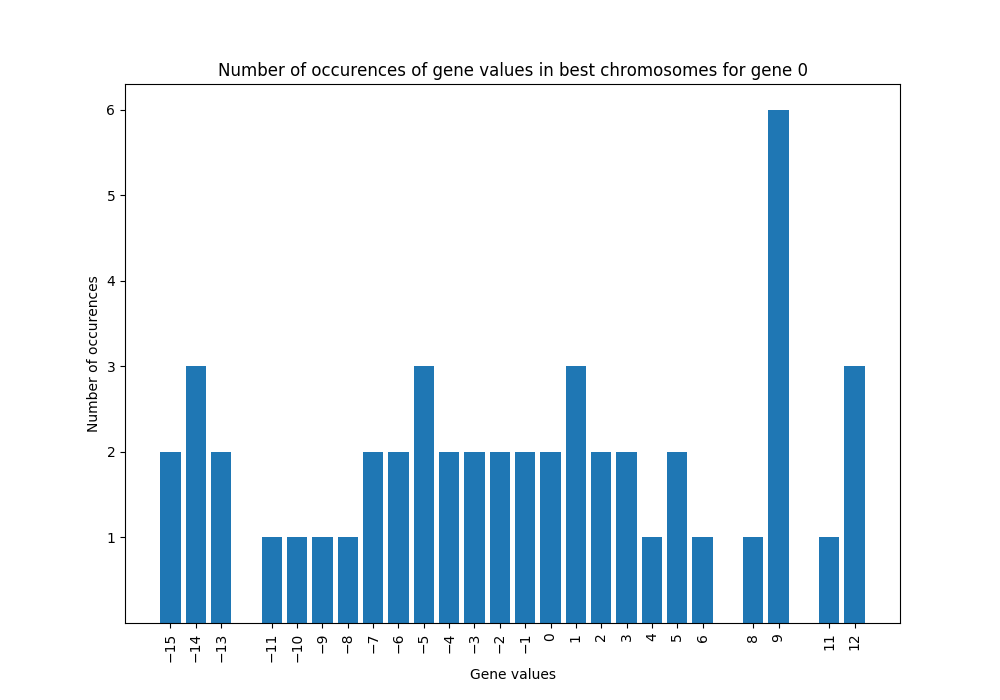 Number of occurences of gene values in best chromosomes for gene 0
Number of occurences
6
5
4
3
2
1
−15 −14 −13 −11 −10 −9 −8 −7 −6 −5 −4 −3 −2 −1 0 1 2 3 4 5 6 8 9 11 12
Gene values